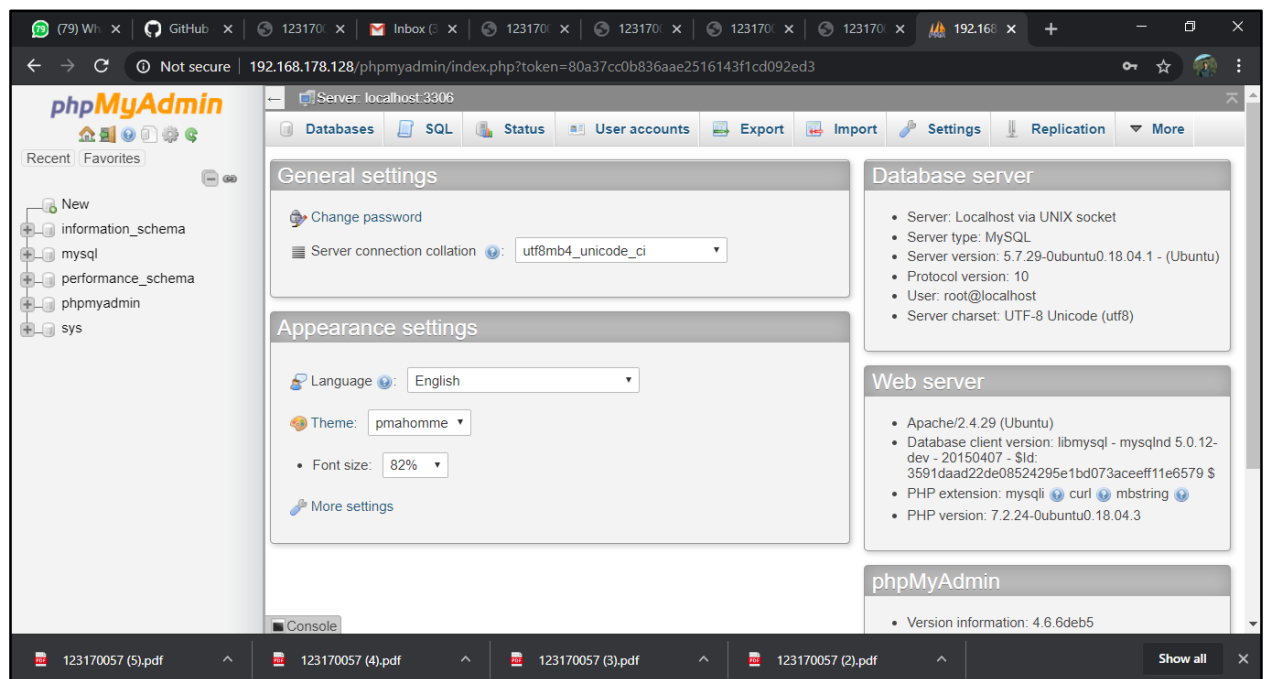 (79) Wh
GitHub
1231700
Inbox (3
1231700
1231700
1231700
123170
192.168
Not secure | 192.168.178.128/phpmyadmin/index.php?token=80a37cc0b836aae2516143f1cd092ed3
phpMyAdmin
Recent Favorites
New
information_schema
mysql
performance_schema
phpmyadmin
sys
Server: localhost:3306
Databases SQL Status User accounts Export Import Settings Replication More
General settings
Change password
Server connection collation : utf8mb4_unicode_ci
Appearance settings
Language : English
Theme: pmahomme
• Font size: 82%
More settings
Console
Database server
• Server: Localhost via UNIX socket
• Server type: MySQL
• Server version: 5.7.29-0ubuntu0.18.04.1 - (Ubuntu)
• Protocol version: 10
• User: root@localhost
• Server charset: UTF-8 Unicode (utf8)
Web server
• Apache/2.4.29 (Ubuntu)
• Database client version: libmysql - mysqlnd 5.0.12-
dev - 20150407 - $Id:
3591daad22de08524295e1bd073aceeff11e6579 $
• PHP extension: mysqli curl mbstring
• PHP version: 7.2.24-0ubuntu0.18.04.3
phpMyAdmin
• Version information: 4.6.6deb5
123170057 (5).pdf
123170057 (4).pdf
123170057 (3).pdf
123170057 (2).pdf
Show all